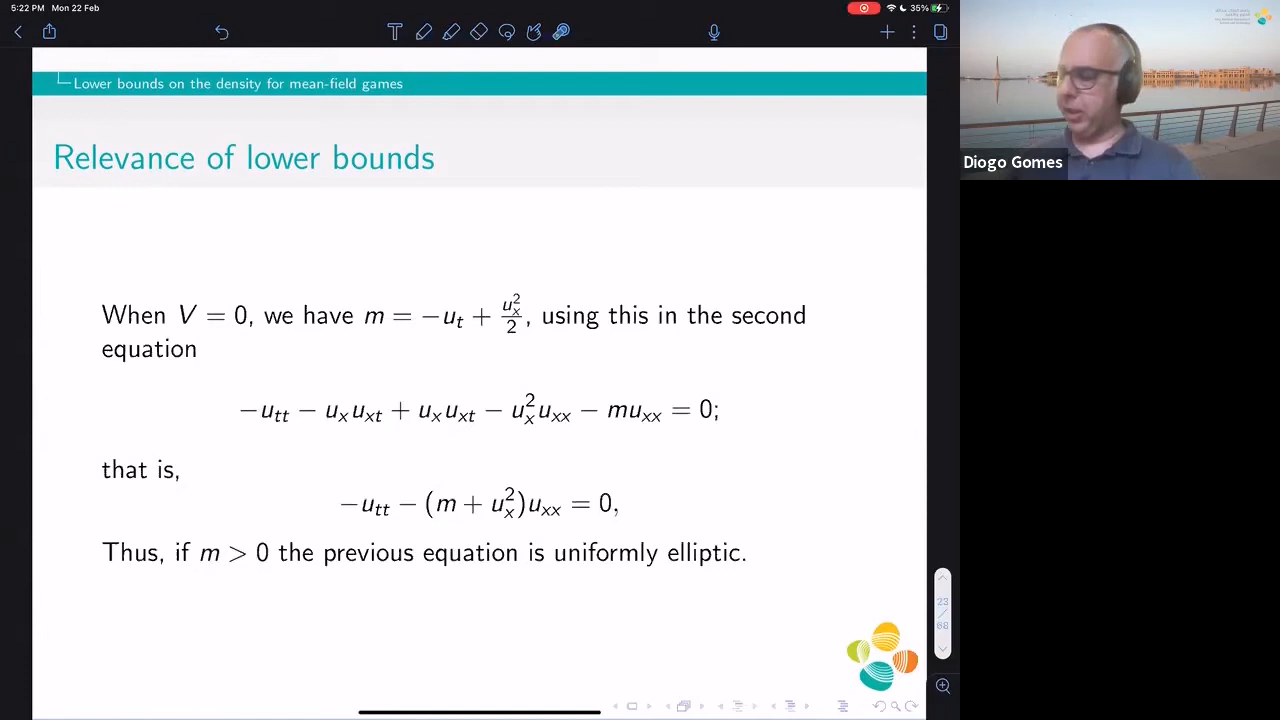 5:22 PM Mon 22 Feb
35%
Lower bounds on the density for mean-field games
Relevance of lower bounds
Diogo Gomes
When V = 0, we have m = −u_t + u_x^2/2, using this in the second
equation
−u_tt − u_x u_xt + u_x u_xt − u_x^2 u_xx − m u_xx = 0;
that is,
−u_tt − (m + u_x^2)u_xx = 0,
Thus, if m > 0 the previous equation is uniformly elliptic.
23
/
68